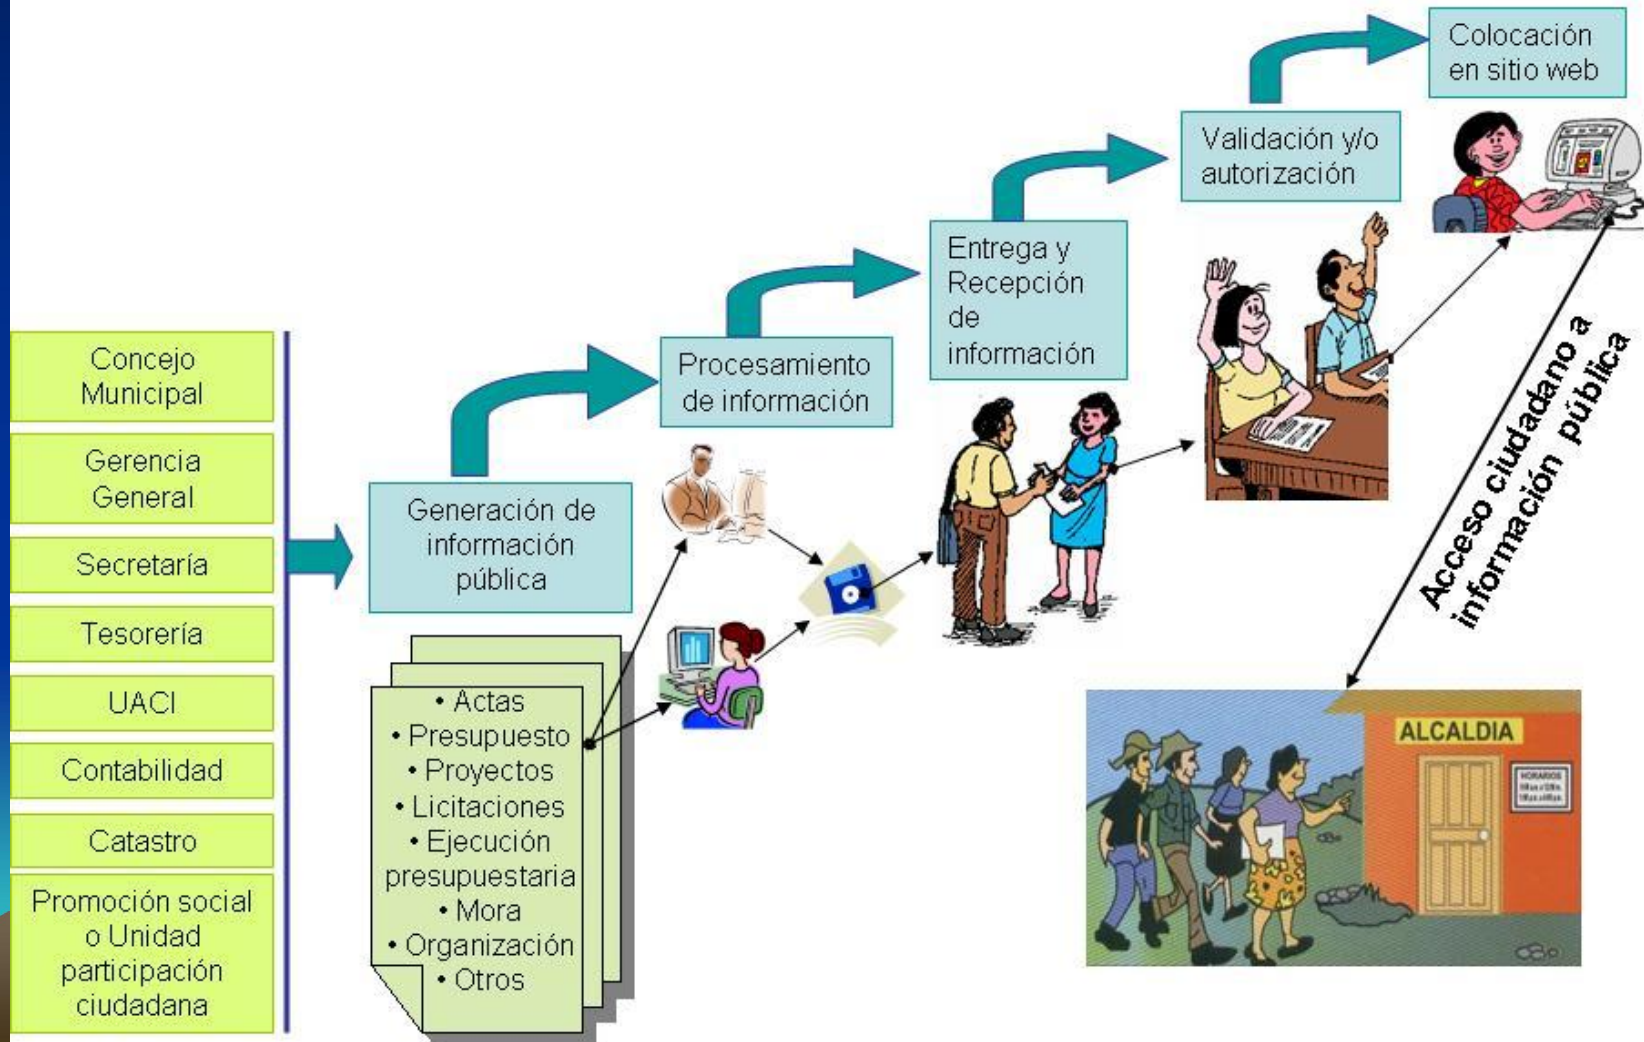 Colocación
en sitio web
Validación y/o
autorización
Entrega y
Recepción
de
información
Procesamiento
de información
Generación de
información
pública
Concejo
Municipal
Gerencia
General
Secretaría
Tesorería
UACI
Contabilidad
Catastro
Promoción social
o Unidad
participación
ciudadana
• Actas
• Presupuesto
• Proyectos
• Licitaciones
• Ejecución
presupuestaria
• Mora
• Organización
• Otros
Acceso ciudadano a
información pública
ALCALDIA
HORARIOS